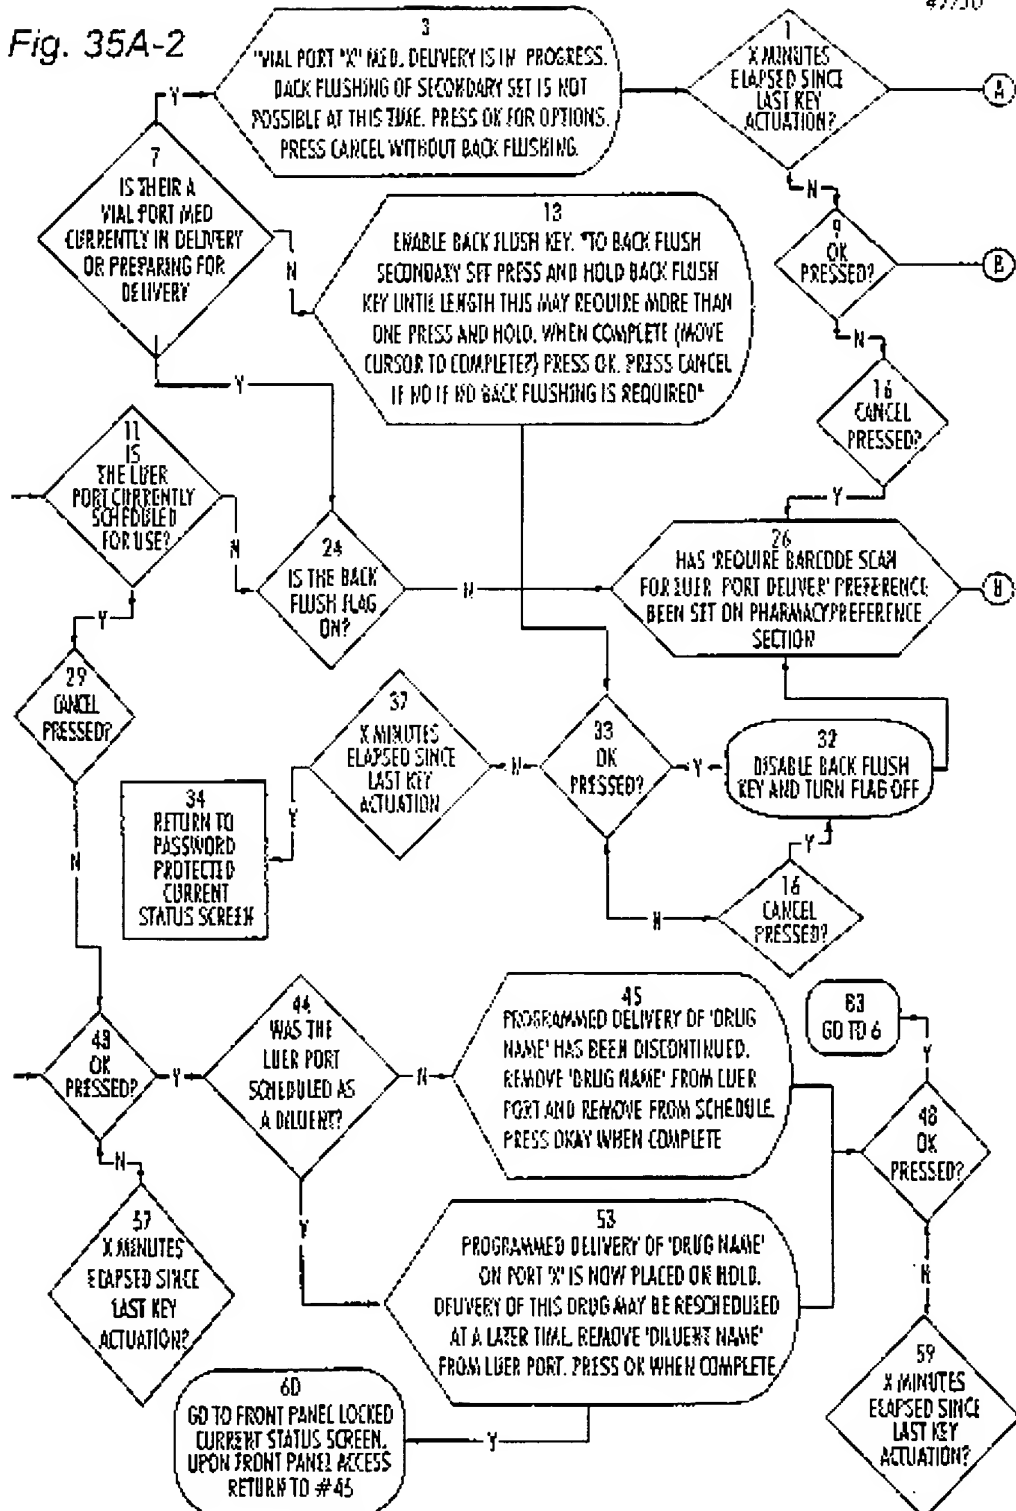 Fig. 35A-2
3
"VIAL PORT "X" MED. DELIVERY IS IN PROGRESS.
BACK FLUSHING OF SECONDARY SET IS NOT
POSSIBLE AT THIS TIME. PRESS OK FOR OPTIONS.
PRESS CANCEL WITHOUT BACK FLUSHING.
1
X MINUTES
ELAPSED SINCE
LAST KEY
ACTUATION?
A
Y
N
7
IS THEIR A
VIAL PORT MED
CURRENTLY IN DELIVERY
OR PREPARING FOR
DELIVERY
N
Y
13
ENABLE BACK FLUSH KEY. "TO BACK FLUSH
SECONDARY SET PRESS AND HOLD BACK FLUSH
KEY UNTIL LENGTH THIS MAY REQUIRE MORE THAN
ONE PRESS AND HOLD. WHEN COMPLETE (MOVE
CURSOR TO COMPLETE?) PRESS OK. PRESS CANCEL
IF NO IF NO BACK FLUSHING IS REQUIRED"
9
OK
PRESSED?
N
16
CANCEL
PRESSED?
Y
11
IS
THE LUER
PORT CURRENTLY
SCHEDULED
FOR USE?
N
Y
24
IS THE BACK
FLUSH FLAG
ON?
N
26
HAS 'REQUIRE BARCODE SCAN
FOR LUER PORT DELIVER' PREFERENCE
BEEN SET ON PHARMACY PREFERENCE
SECTION
29
CANCEL
PRESSED?
N
37
X MINUTES
ELAPSED SINCE
LAST KEY
ACTUATION
Y
N
33
OK
PRESSED?
Y
32
DISABLE BACK FLUSH
KEY AND TURN FLAG OFF
34
RETURN TO
PASSWORD
PROTECTED
CURRENT
STATUS SCREEN
Y
16
CANCEL
PRESSED?
N
43
OK
PRESSED?
Y
N
44
WAS THE
LUER PORT
SCHEDULED AS
A DILUENT?
N
Y
45
PROGRAMMED DELIVERY OF 'DRUG
NAME' HAS BEEN DISCONTINUED.
REMOVE 'DRUG NAME' FROM LUER
PORT AND REMOVE FROM SCHEDULE
PRESS OKAY WHEN COMPLETE
GO TO 6
Y
48
OK
PRESSED?
N
57
X MINUTES
ELAPSED SINCE
LAST KEY
ACTUATION?
53
PROGRAMMED DELIVERY OF 'DRUG NAME'
ON PORT 'X' IS NOW PLACED ON HOLD.
DELIVERY OF THIS DRUG MAY BE RESCHEDULED
AT A LATER TIME. REMOVE 'DILUENT NAME'
FROM LUER PORT. PRESS OK WHEN COMPLETE
Y
60
GO TO FRONT PANEL LOCKED
CURRENT STATUS SCREEN.
UPON FRONT PANEL ACCESS
RETURN TO #45
59
X MINUTES
ELAPSED SINCE
LAST KEY
ACTUATION?